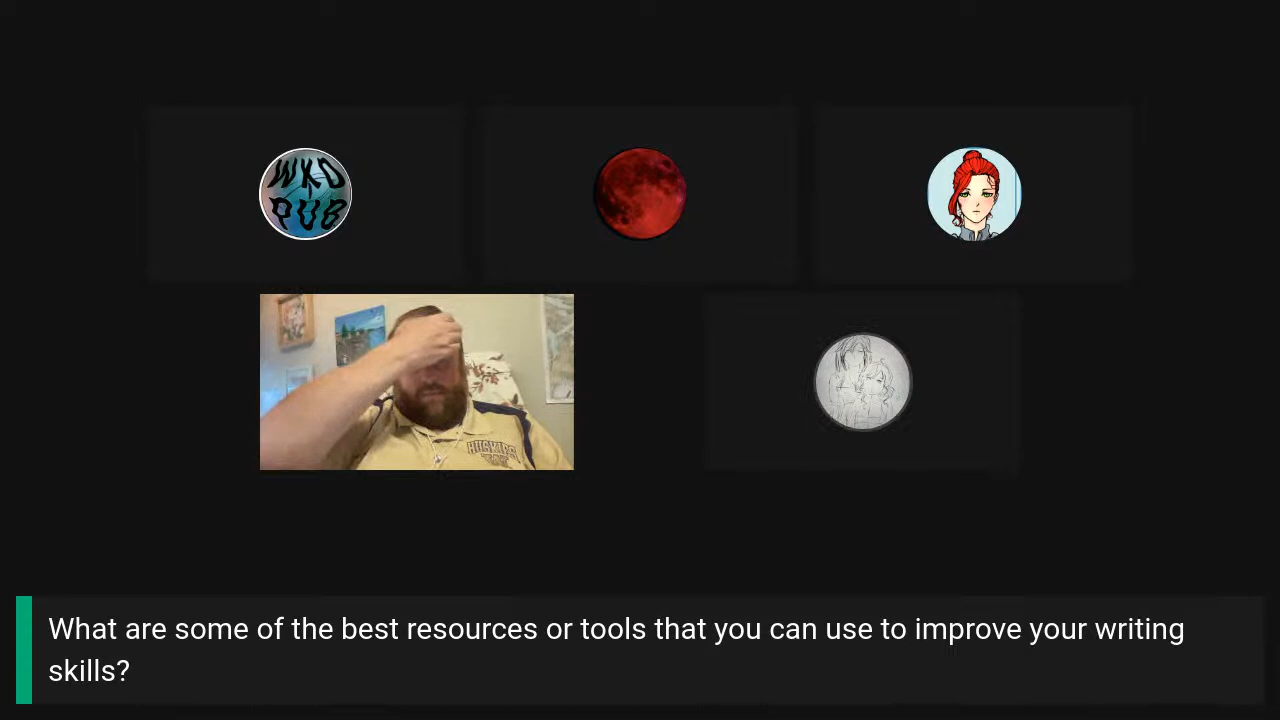 WKD
PUB
HUSKIES
What are some of the best resources or tools that you can use to improve your writing
skills?